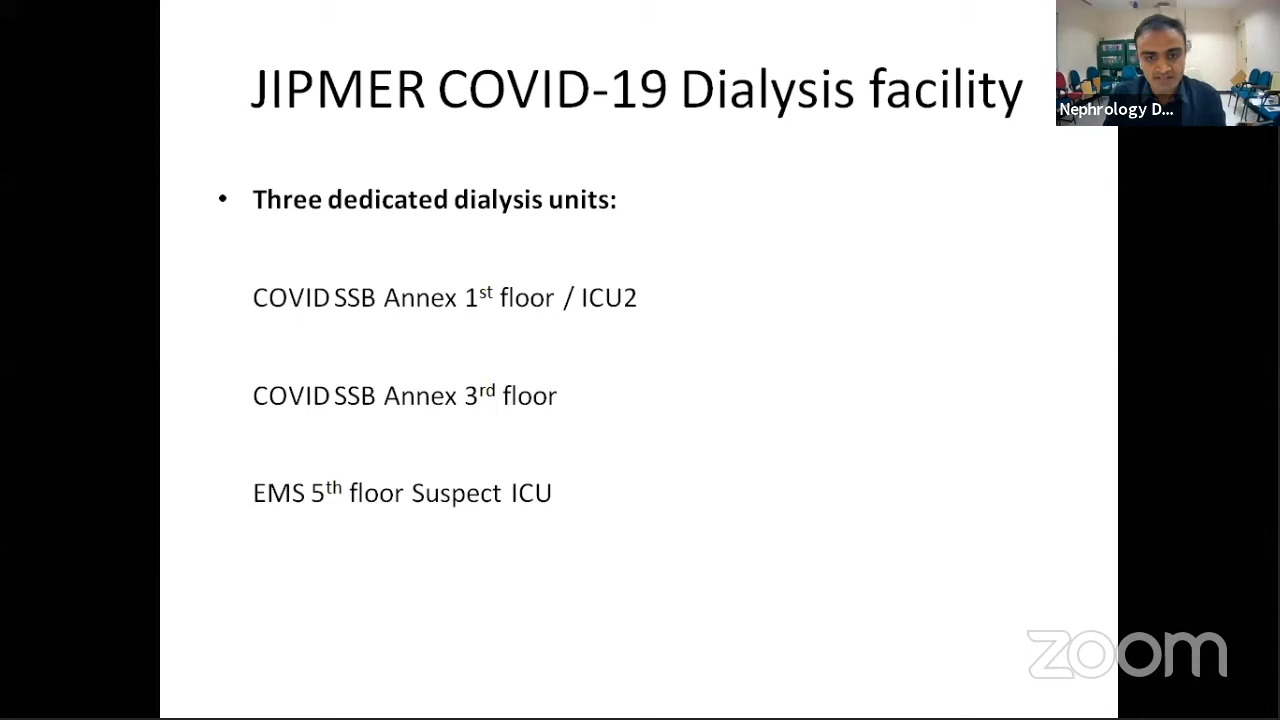 JIPMER COVID-19 Dialysis facility
Nephrology D...
• Three dedicated dialysis units:
COVID SSB Annex 1st floor / ICU2
COVID SSB Annex 3rd floor
EMS 5th floor Suspect ICU
zoom